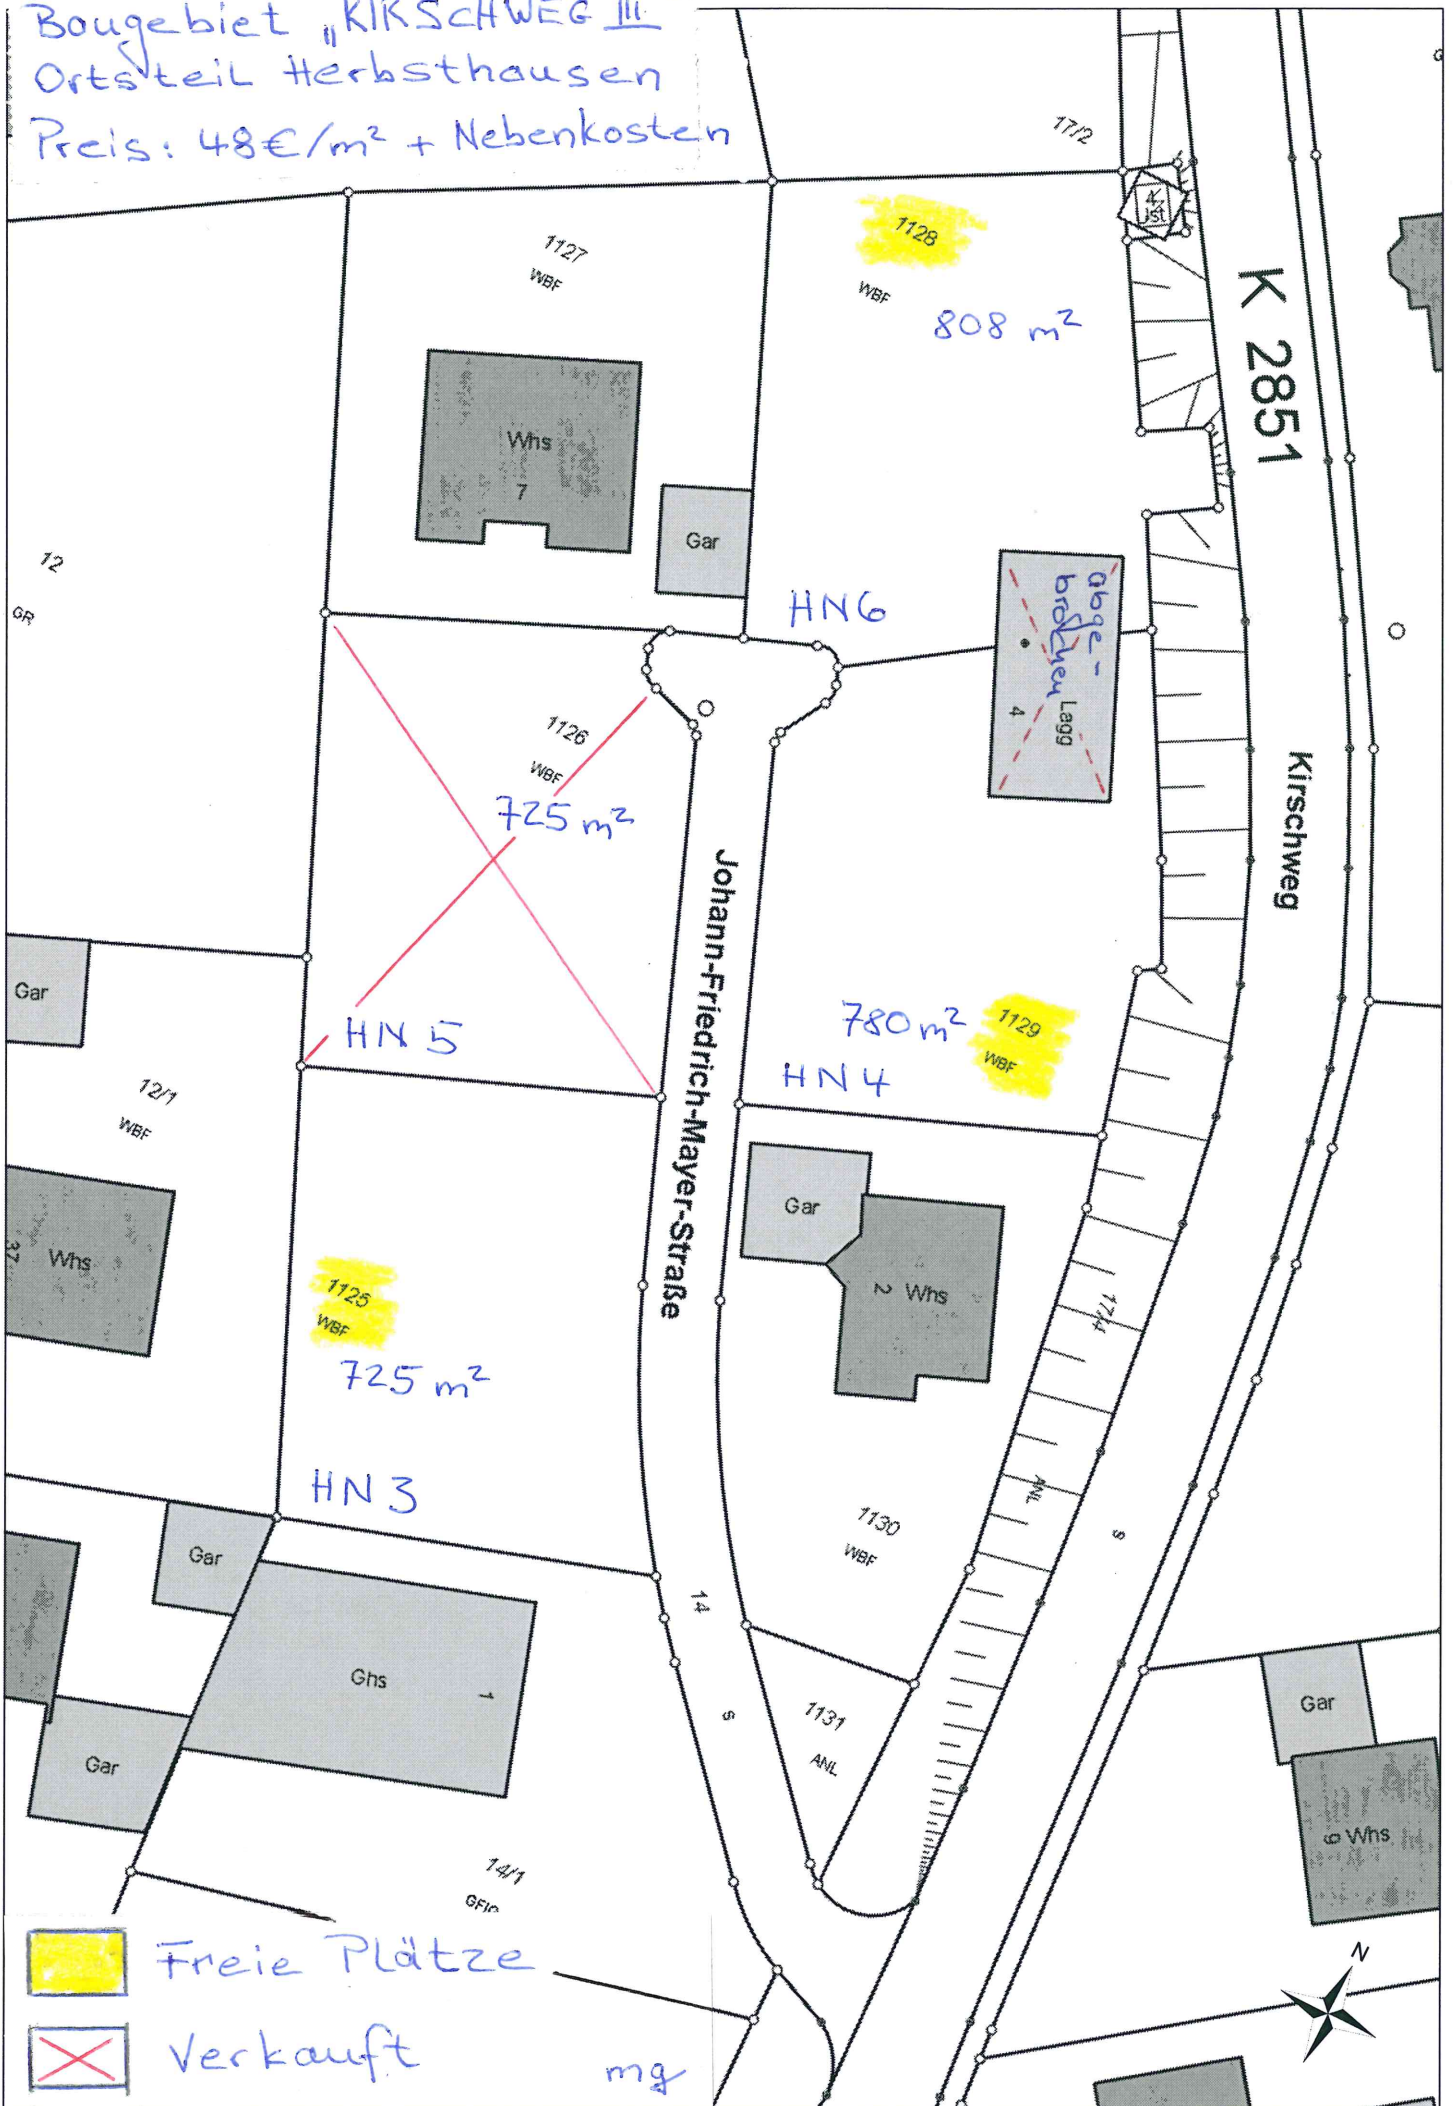 Baugebiet „KIRSCHWEG III
Ortsteil Herbsthausen
Preis: 48€/m² + Nebenkosten
17/2
1127
WBF
1128
WBF
808 m²
K 2851
Whs
7
Gar
12
GR
HN6
abge-
brochen
Lagg
4
1126
WBF
725 m²
Johann-Friedrich-Mayer-Straße
Kirschweg
Gar
HN 5
780 m²
1129
WBF
HN4
12/1
WBF
Whs
37
Gar
2 Whs
1125
WBF
725 m²
17/4
HN 3
ANL
1130
WBF
S
Gar
14
Ghs
1
S
1131
ANL
Gar
Gar
9 Whs
14/1
N
Freie Plätze
Verkauft
mg